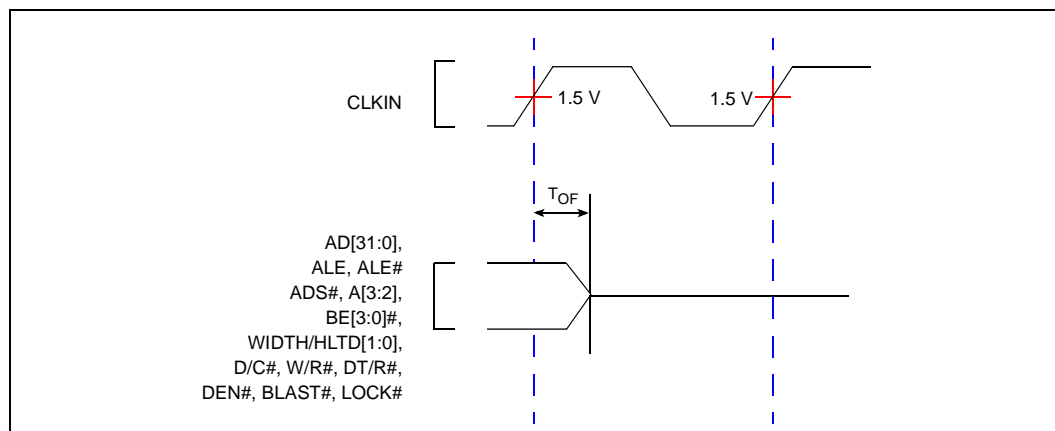 CLKIN
1.5 V
1.5 V
TOF
AD[31:0],
ALE, ALE#
ADS#, A[3:2],
BE[3:0]#,
WIDTH/HLTD[1:0],
D/C#, W/R#, DT/R#,
DEN#, BLAST#, LOCK#